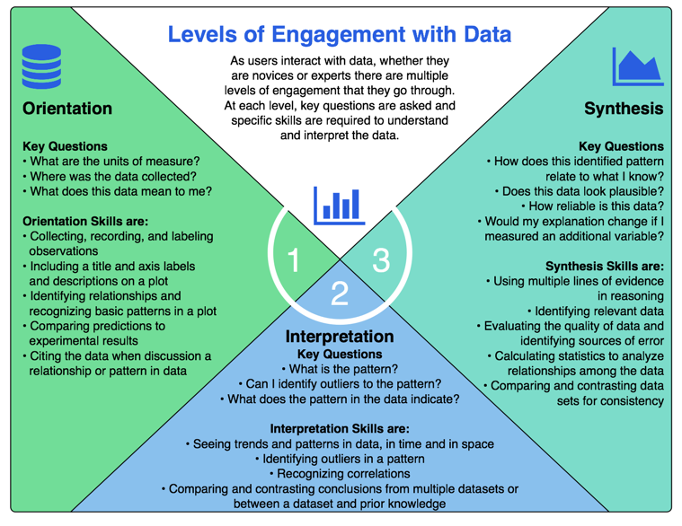 Levels of Engagement with Data
As users interact with data, whether they
are novices or experts there are multiple
levels of engagement that they go through.
At each level, key questions are asked and
specific skills are required to understand
and interpret the data.
Orientation
Key Questions
• What are the units of measure?
• Where was the data collected?
• What does this data mean to me?
Orientation Skills are:
• Collecting, recording, and labeling
observations
• Including a title and axis labels
and descriptions on a plot
• Identifying relationships and
recognizing basic patterns in a plot
• Comparing predictions to
experimental results
• Citing the data when discussion a
relationship or pattern in data
1
2
3
Interpretation
Key Questions
• What is the pattern?
• Can I identify outliers to the pattern?
• What does the pattern in the data indicate?
Interpretation Skills are:
• Seeing trends and patterns in data, in time and in space
• Identifying outliers in a pattern
• Recognizing correlations
• Comparing and contrasting conclusions from multiple datasets or
between a dataset and prior knowledge
Synthesis
Key Questions
• How does this identified pattern
relate to what I know?
• Does this data look plausible?
• How reliable is this data?
• Would my explanation change if I
measured an additional variable?
Synthesis Skills are:
• Using multiple lines of evidence
in reasoning
• Identifying relevant data
• Evaluating the quality of data and
identifying sources of error
• Calculating statistics to analyze
relationships among the data
• Comparing and contrasting data
sets for consistency